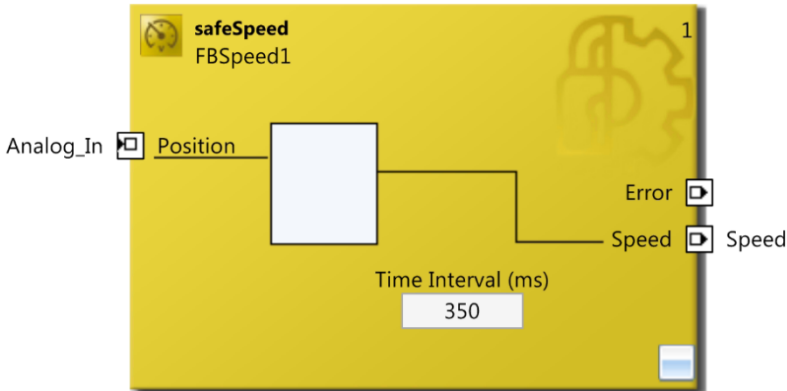 safeSpeed
FBSpeed1
1
Analog_In
Position
Error
Speed
Speed
Time Interval (ms)
350